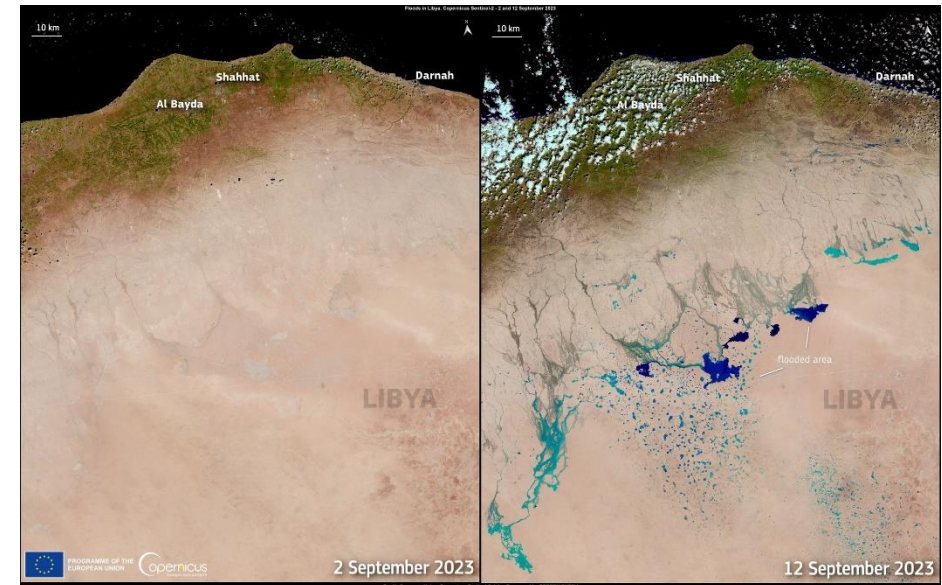 Floods in Libya. Copernicus Sentinel-2 - 2 and 12 September 2023
10 km
N
Shahhat
Darnah
Al Bayda
LIBYA
PROGRAMME OF THE
EUROPEAN UNION
Copernicus
2 September 2023
10 km
Shahhat
Darnah
Al Bayda
flooded area
LIBYA
12 September 2023